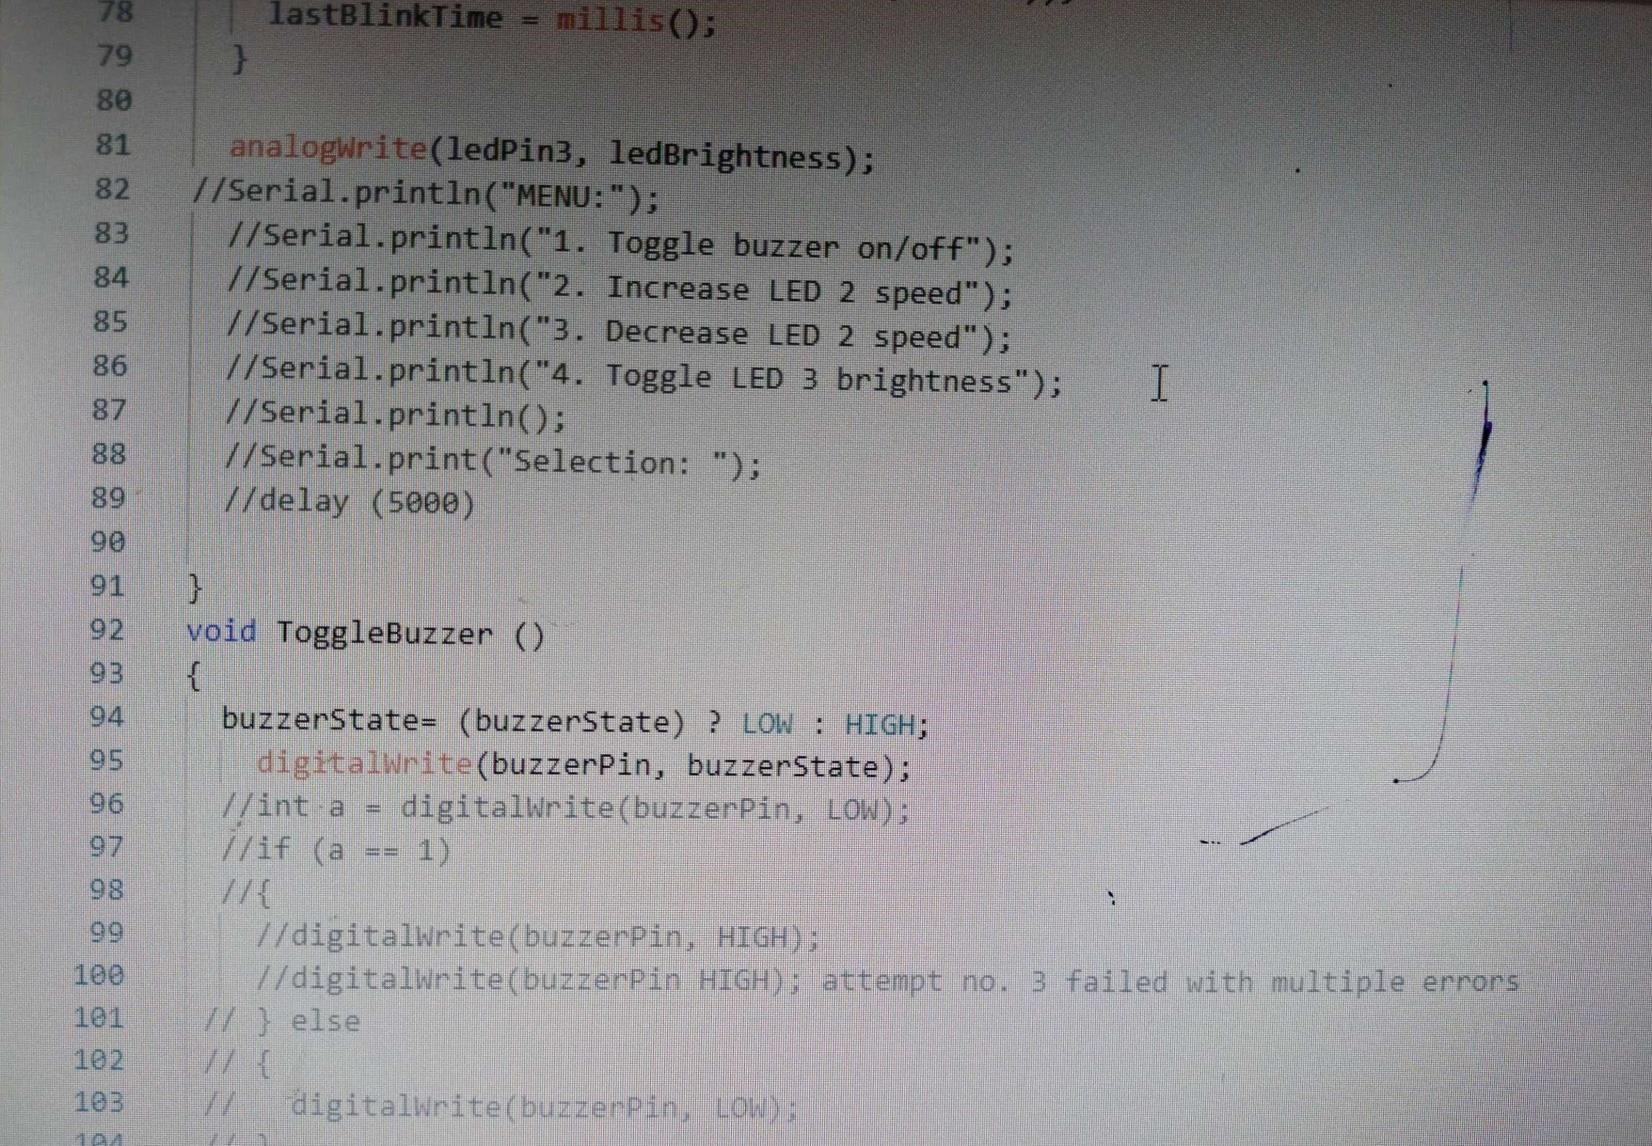 78 lastBlinkTime = millis();
79 }
80
81 analogWrite(ledPin3, ledBrightness);
82 //Serial.println("MENU:");
83 //Serial.println("1. Toggle buzzer on/off");
84 //Serial.println("2. Increase LED 2 speed");
85 //Serial.println("3. Decrease LED 2 speed");
86 //Serial.println("4. Toggle LED 3 brightness");
87 //Serial.println();
88 //Serial.print("Selection: ");
89 //delay (5000)
90
91 }
92 void ToggleBuzzer ()
93 {
94 buzzerState= (buzzerState) ? LOW : HIGH;
95 digitalWrite(buzzerPin, buzzerState);
96 //int a = digitalWrite(buzzerPin, LOW);
97 //if (a == 1)
98 //{
99 //digitalWrite(buzzerPin, HIGH);
100 //digitalWrite(buzzerPin HIGH); attempt no. 3 failed with multiple errors
101 // } else
102 // {
103 // digitalWrite(buzzerPin, LOW);
104 // }